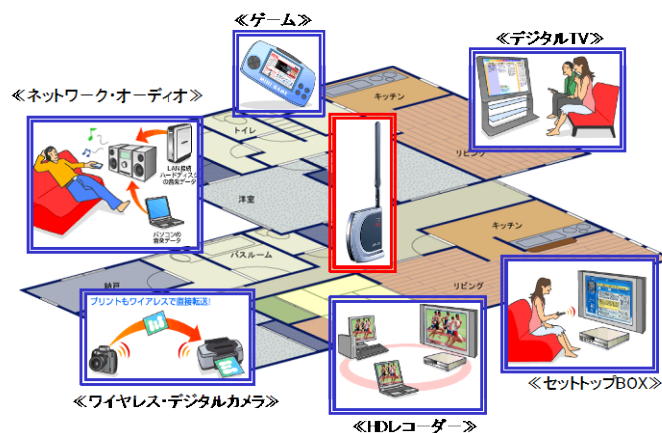 ≪ゲーム≫
≪デジタルTV≫
≪ネットワーク・オーディオ≫
MINI GAME
キッチン
トイレ
リビング
LAN接続
ハードディスク
の音楽データ
洋室
パソコンの
音楽データ
キッチン
バスルーム
納戸
リビング
プリントもワイアレスで直接転送!
≪セットトップBOX≫
≪ワイヤレス・デジタルカメラ≫
≪HDレコーダー≫